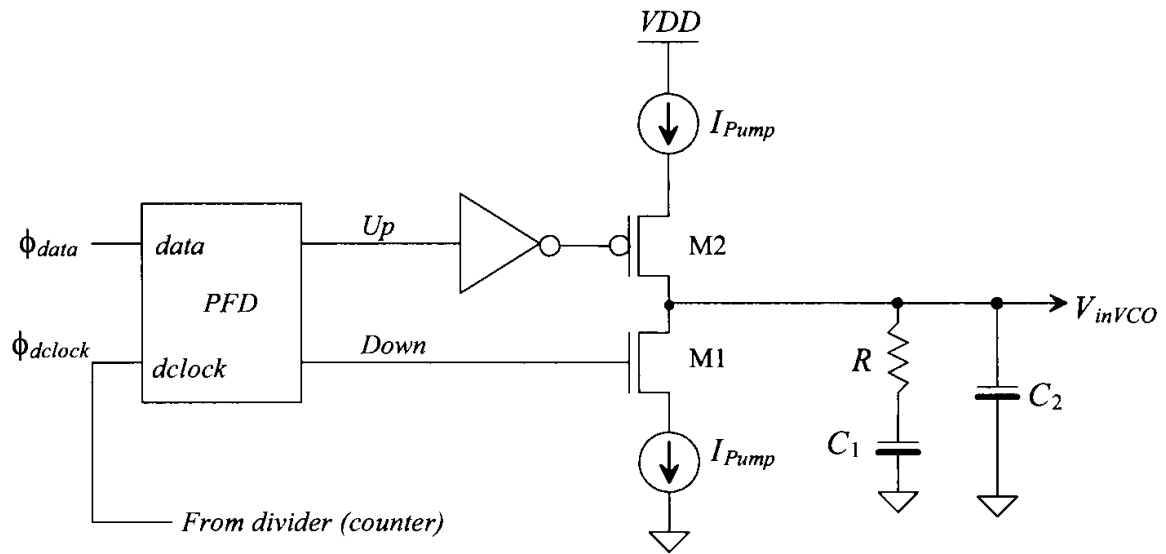 VDD
I_Pump
Up
ϕ_data
data
M2
PFD
V_inVCO
ϕ_dclock
dclock
Down
M1
R
C_2
C_1
I_Pump
From divider (counter)